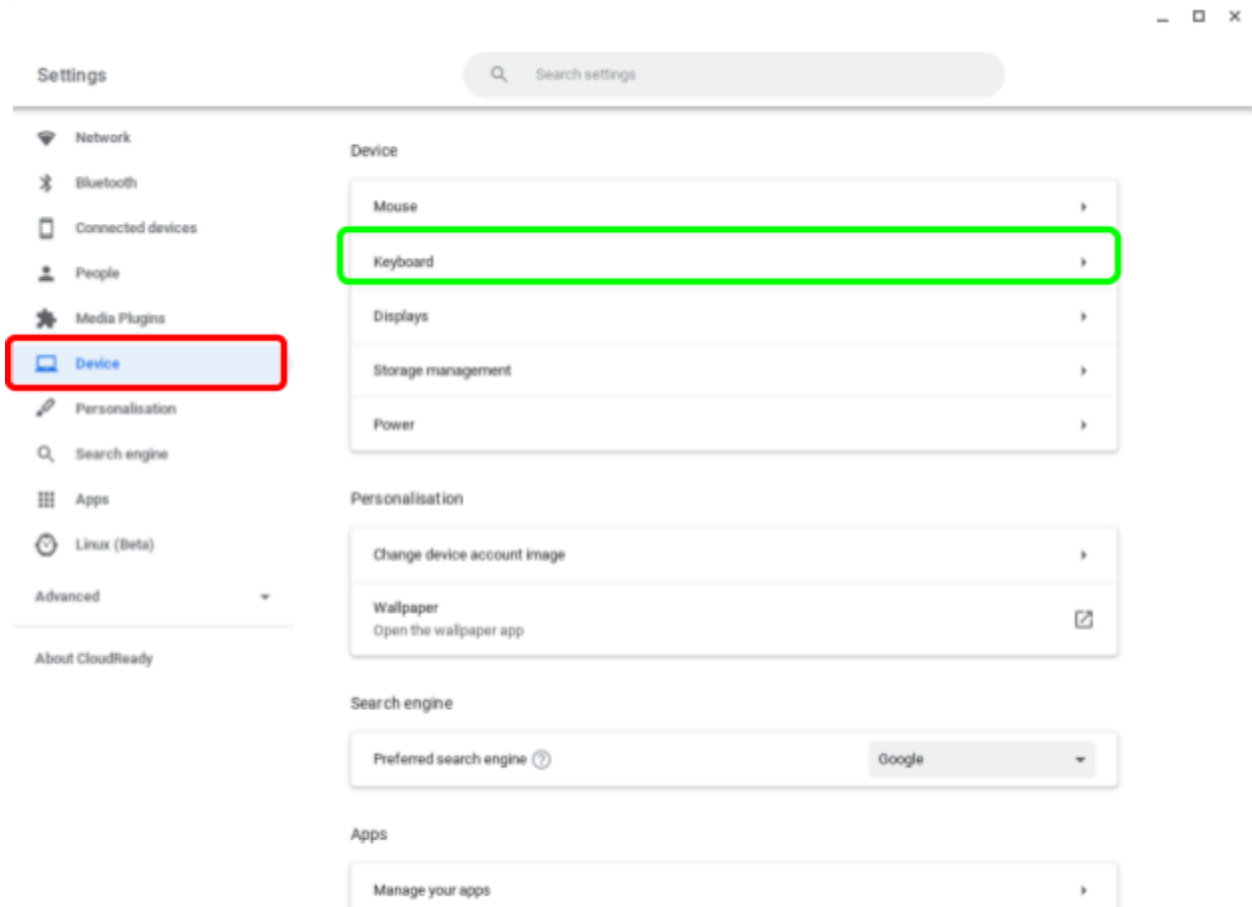 Settings
Search settings
Network
Bluetooth
Connected devices
People
Media Plugins
Device
Personalisation
Search engine
Apps
Linux (Beta)
Advanced
About CloudReady
Device
Mouse
Keyboard
Displays
Storage management
Power
Personalisation
Change device account image
Wallpaper
Open the wallpaper app
Search engine
Preferred search engine
Google
Apps
Manage your apps